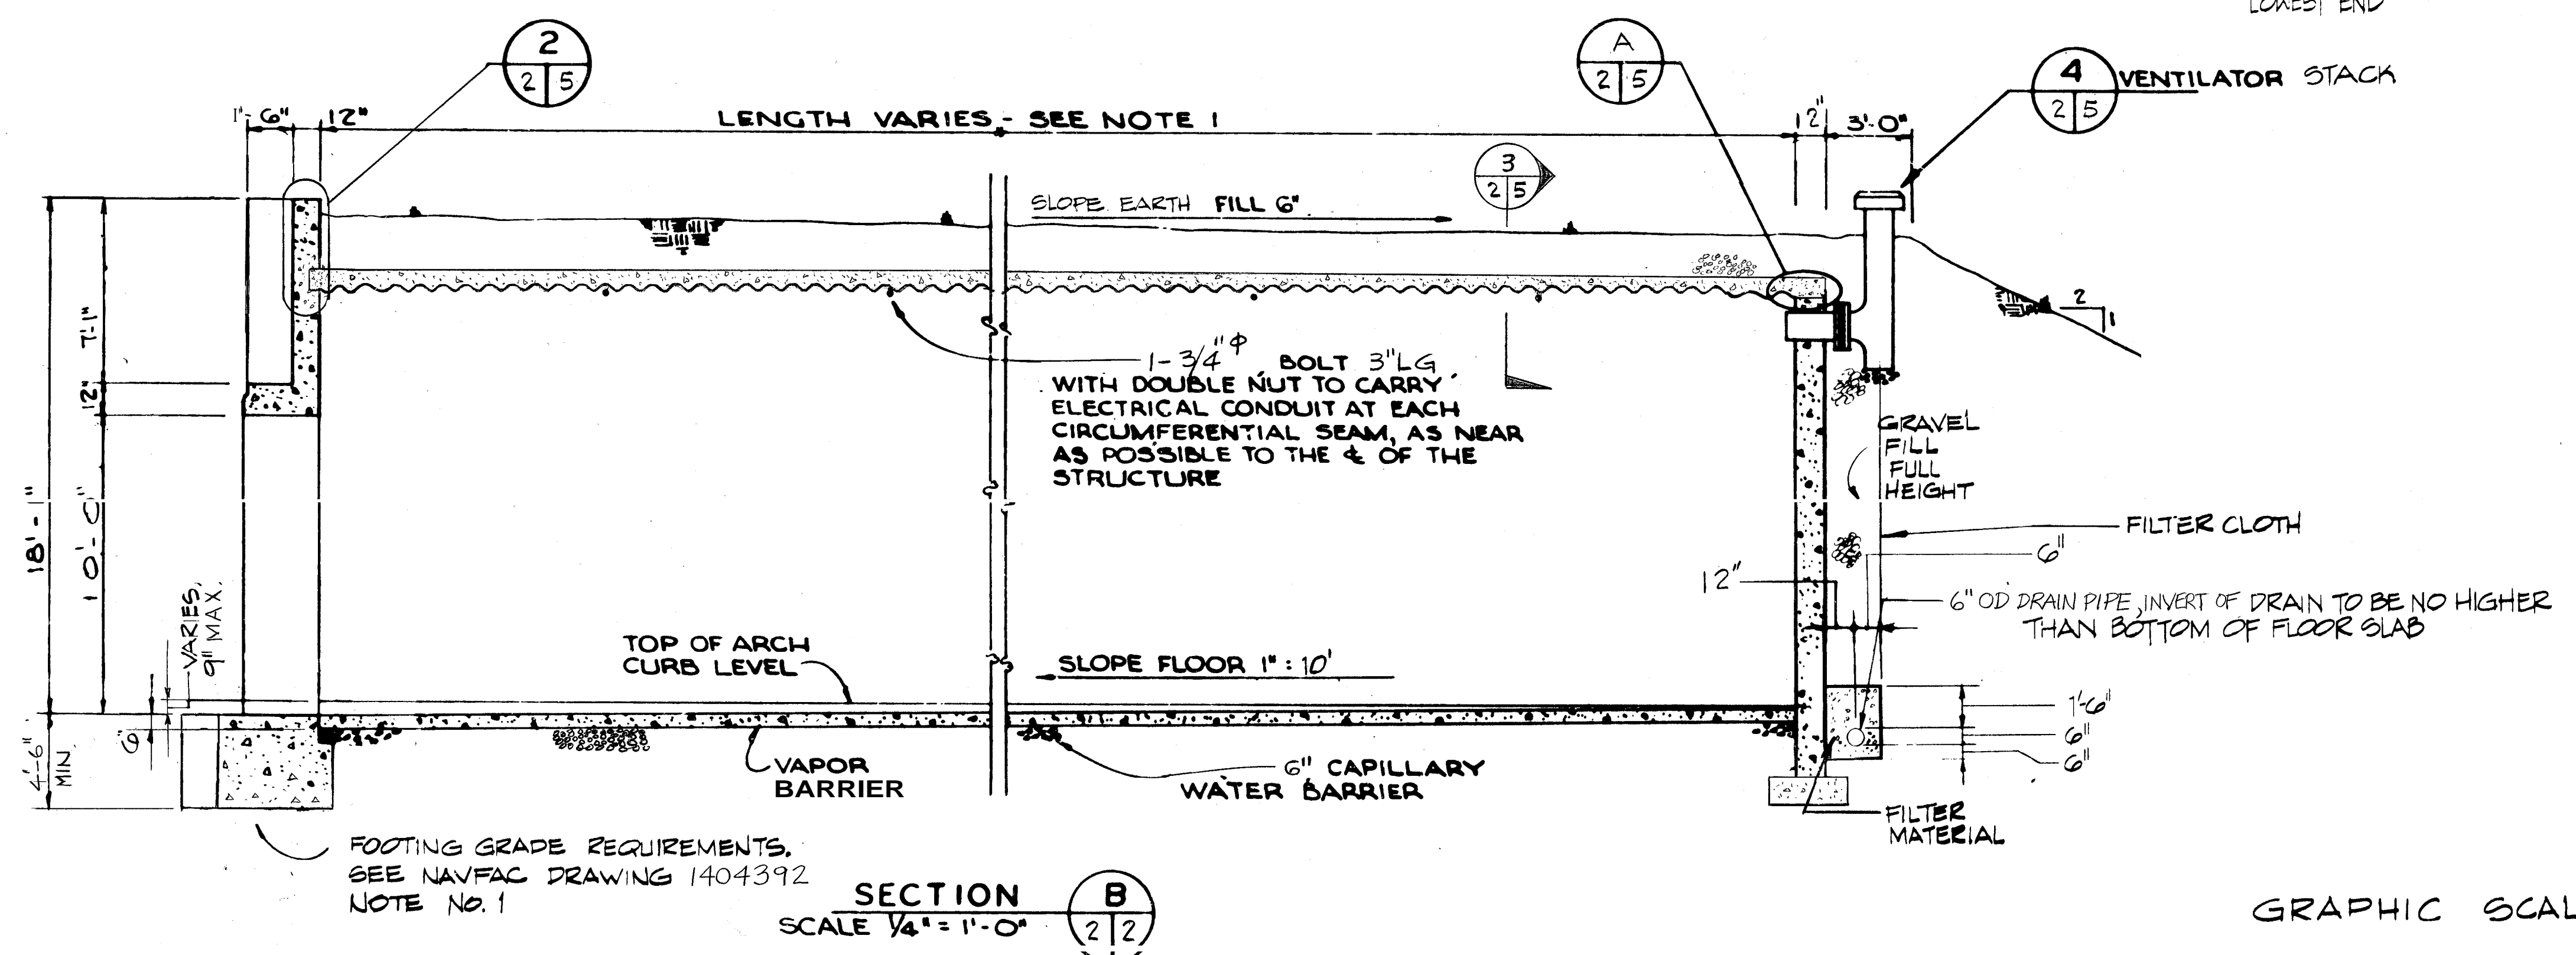 LOWEST END
2
2 5
A
2 5
4
2 5
VENTILATOR STACK
1'-6"
12"
LENGTH VARIES - SEE NOTE 1
12"
3'-0"
3
2 5
SLOPE EARTH FILL 6"
2
1
7'-1"
12"
18'-1"
10'-0"
1-3/4"φ BOLT 3"LG
WITH DOUBLE NUT TO CARRY
ELECTRICAL CONDUIT AT EACH
CIRCUMFERENTIAL SEAM, AS NEAR
AS POSSIBLE TO THE ℄ OF THE
STRUCTURE
GRAVEL
FILL
FULL
HEIGHT
FILTER CLOTH
6"
12"
6" OD DRAIN PIPE, INVERT OF DRAIN TO BE NO HIGHER
THAN BOTTOM OF FLOOR SLAB
VARIES,
9" MAX.
TOP OF ARCH
CURB LEVEL
SLOPE FLOOR 1" : 10'
1'-6"
6"
6"
4'-6"
MIN
6"
VAPOR
BARRIER
6" CAPILLARY
WATER BARRIER
FILTER
MATERIAL
FOOTING GRADE REQUIREMENTS.
SEE NAVFAC DRAWING 1404392
NOTE NO. 1
SECTION
SCALE 1/4" = 1'-0"
B
2 2
GRAPHIC SCAL